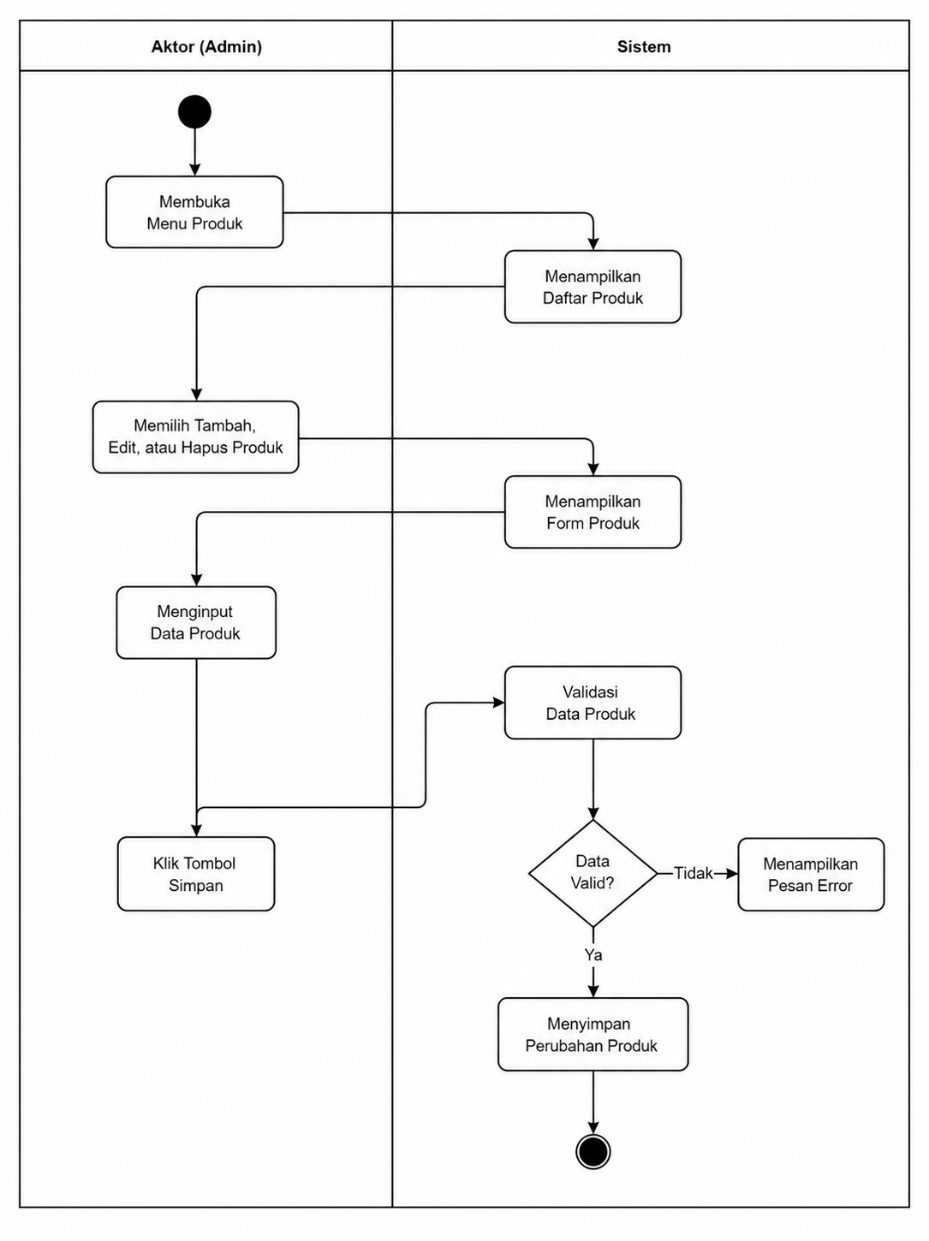 Aktor (Admin)
Sistem
Membuka
Menu Produk
Menampilkan
Daftar Produk
Memilih Tambah,
Edit, atau Hapus Produk
Menampilkan
Form Produk
Menginput
Data Produk
Validasi
Data Produk
Klik Tombol
Simpan
Data
Valid?
Tidak
Menampilkan
Pesan Error
Ya
Menyimpan
Perubahan Produk